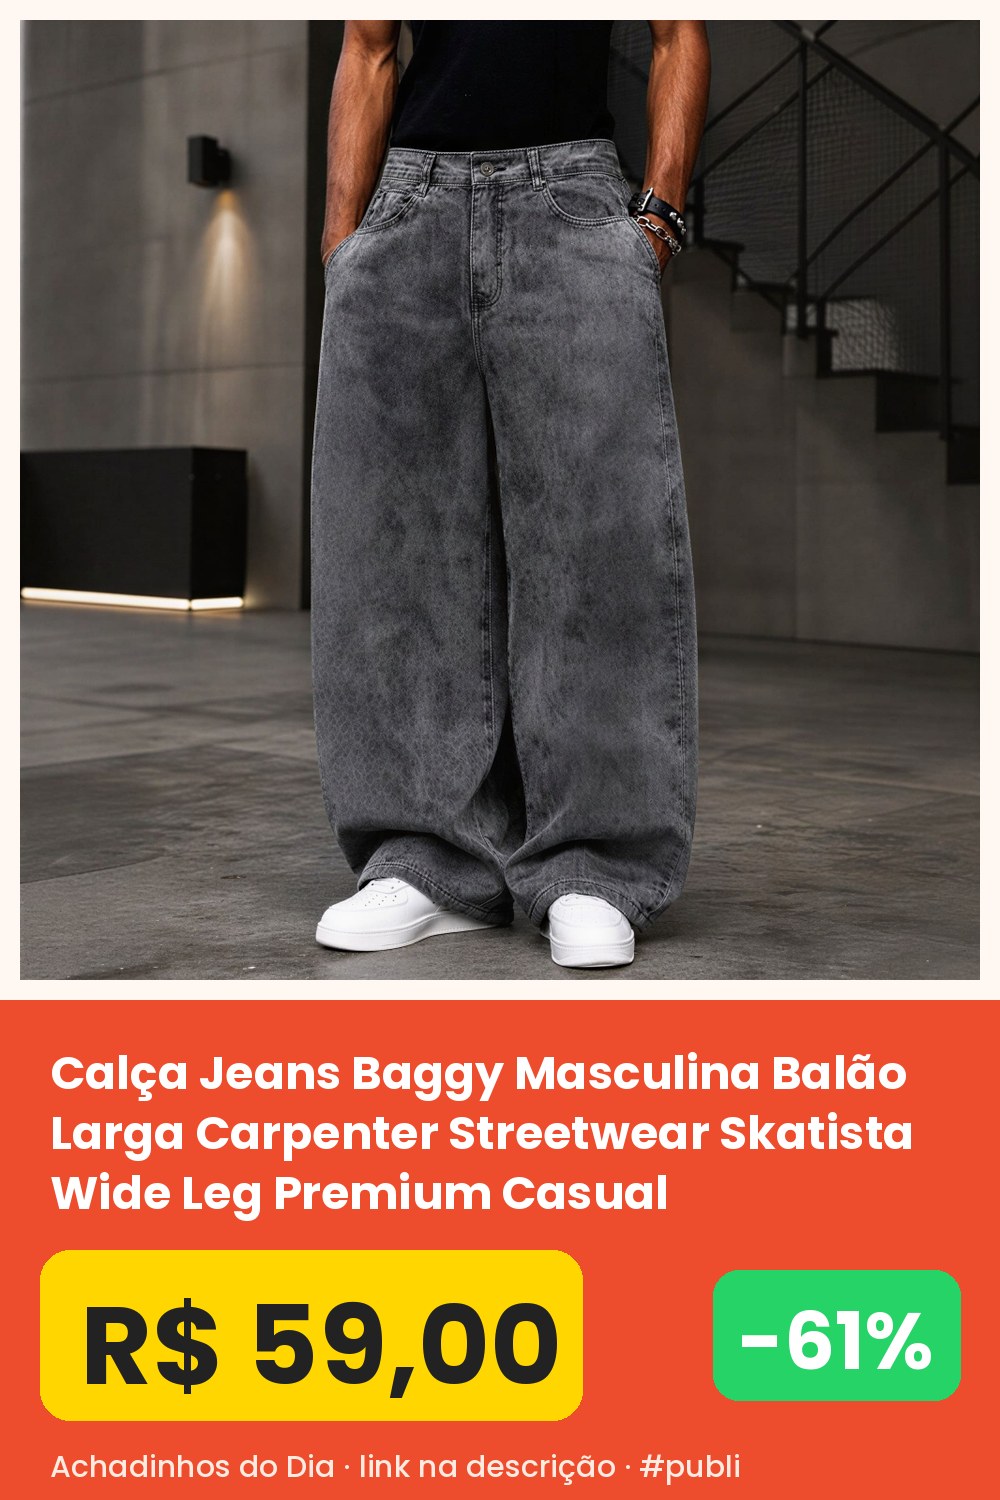 Calça Jeans Baggy Masculina Balão
Larga Carpenter Streetwear Skatista
Wide Leg Premium Casual
R$ 59,00
-61%
Achadinhos do Dia · link na descrição · #publi